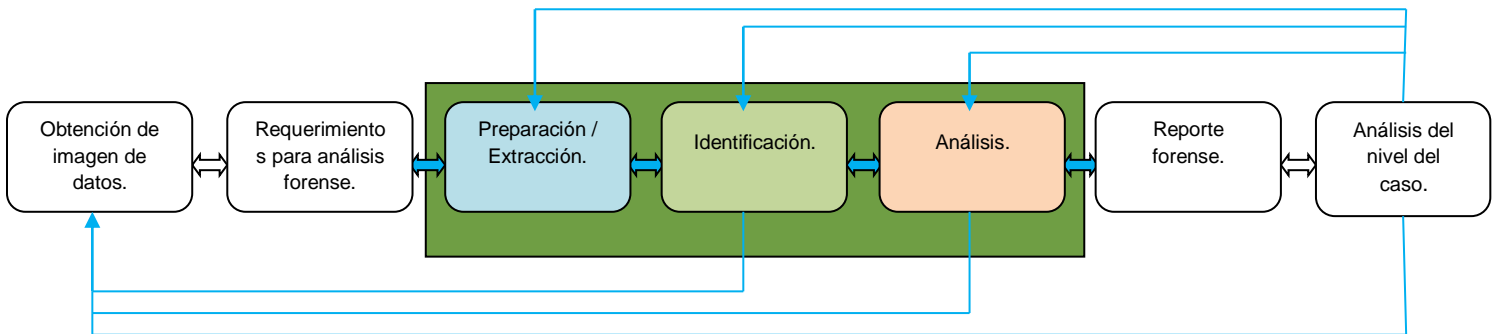 Obtención de
imagen de
datos.
Requerimiento
s para análisis
forense.
Preparación /
Extracción.
Identificación.
Análisis.
Reporte
forense.
Análisis del
nivel del
caso.